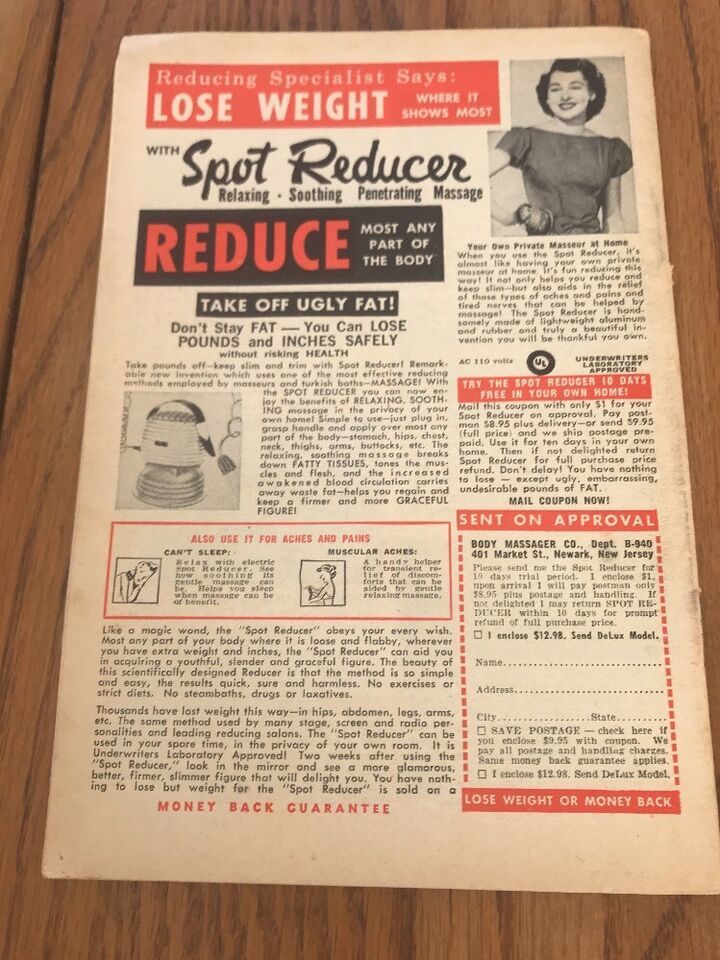 Reducing Specialist Says:
LOSE WEIGHT WHERE IT
SHOWS MOST
WITH Spot Reducer
Relaxing • Soothing Penetrating Massage
REDUCE MOST ANY
PART OF
THE BODY
TAKE OFF UGLY FAT!
Don't Stay FAT — You Can LOSE
POUNDS and INCHES SAFELY
without risking HEALTH
Take pounds off—keep slim and trim with Spot Reducer! Remark-
able new invention which uses one of the most effective reducing
methods employed by masseurs and turkish baths—MASSAGE! With
the SPOT REDUCER you can now en-
joy the benefits of RELAXING, SOOTH-
ING massage in the privacy of your
own home! Simple to use—just plug in,
grasp handle and apply over most any
part of the body—stomach, hips, chest,
neck, thighs, arms, buttocks, etc. The
relaxing, soothing massage breaks
down FATTY TISSUES, tones the mus-
cles and flesh, and the increased
awakened blood circulation carries
away waste fat—helps you regain and
keep a firmer and more GRACEFUL
FIGURE!
ALSO USE IT FOR ACHES AND PAINS
CAN'T SLEEP:
Relax with electric
Spot Reducer. See
how soothing its
gentle massage can
be. Helps you sleep
when massage can be
of benefit.
MUSCULAR ACHES:
A handy helper
for transient re-
lief of discom-
forts that can be
aided by gentle
relaxing massage.
Like a magic wand, the "Spot Reducer" obeys your every wish.
Most any part of your body where it is loose and flabby, wherever
you have extra weight and inches, the "Spot Reducer" can aid you
in acquiring a youthful, slender and graceful figure. The beauty of
this scientifically designed Reducer is that the method is so simple
and easy, the results quick, sure and harmless. No exercises or
strict diets. No steambaths, drugs or laxatives.
Thousands have lost weight this way—in hips, abdomen, legs, arms,
etc. The same method used by many stage, screen and radio per-
sonalities and leading reducing salons. The "Spot Reducer" can be
used in your spare time, in the privacy of your own room. It is
Underwriters Laboratory Approved! Two weeks after using the
"Spot Reducer," look in the mirror and see a more glamorous,
better, firmer, slimmer figure that will delight you. You have noth-
ing to lose but weight for the "Spot Reducer" is sold on a
MONEY BACK GUARANTEE
Your Own Private Masseur at Home
When you use the Spot Reducer, it's
almost like having your own private
masseur at home. It's fun reducing this
way! It not only helps you reduce and
keep slim—but also aids in the relief
of those types of aches and pains and
tired nerves that can be helped by
massage! The Spot Reducer is hand-
somely made of lightweight aluminum
and rubber and truly a beautiful in-
vention you will be thankful you own.
AC 110 volts UL UNDERWRITERS
LABORATORY
APPROVED
TRY THE SPOT REDUCER 10 DAYS
FREE IN YOUR OWN HOME!
Mail this coupon with only $1 for your
Spot Reducer on approval. Pay post-
man $8.95 plus delivery—or send $9.95
(full price) and we ship postage pre-
paid. Use it for ten days in your own
home. Then if not delighted return
Spot Reducer for full purchase price
refund. Don't delay! You have nothing
to lose — except ugly, embarrassing,
undesirable pounds of FAT.
MAIL COUPON NOW!
SENT ON APPROVAL
BODY MASSAGER CO., Dept. B-940
401 Market St., Newark, New Jersey
Please send me the Spot Reducer for
10 days trial period. I enclose $1,
upon arrival I will pay postman only
$8.95 plus postage and handling. If
not delighted I may return SPOT RE-
DUCER within 10 days for prompt
refund of full purchase price.
☐ I enclose $12.98. Send DeLux Model.
Name
Address
City State
☐ SAVE POSTAGE — check here if
you enclose $9.95 with coupon. We
pay all postage and handling charges.
Same money back guarantee applies.
☐ I enclose $12.98. Send DeLux Model.
LOSE WEIGHT OR MONEY BACK